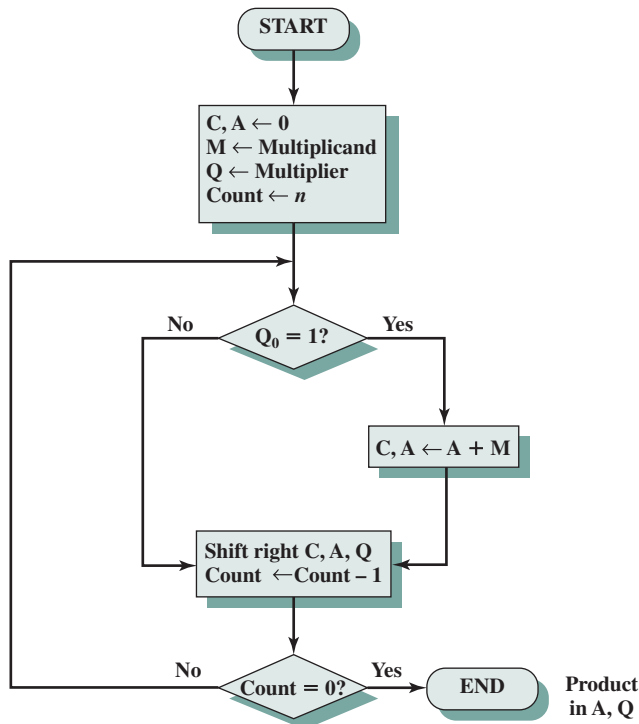 START
C, A ← 0
M ← Multiplicand
Q ← Multiplier
Count ← n
No
Q₀ = 1?
Yes
C, A ← A + M
Shift right C, A, Q
Count ← Count – 1
No
Count = 0?
Yes
END
Product
in A, Q